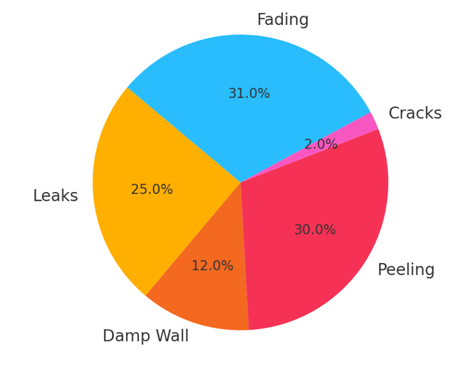 Fading
31.0%
Cracks
2.0%
Leaks
25.0%
30.0%
Peeling
12.0%
Damp Wall